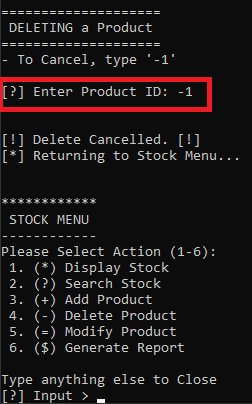 ====================
DELETING a Product
====================
- To Cancel, type '-1'
[?] Enter Product ID: -1
[!] Delete Cancelled. [!]
[*] Returning to Stock Menu...
************
STOCK MENU
------------
Please Select Action (1-6):
1. (*) Display Stock
2. (?) Search Stock
3. (+) Add Product
4. (-) Delete Product
5. (=) Modify Product
6. ($) Generate Report
Type anything else to Close
[?] Input >